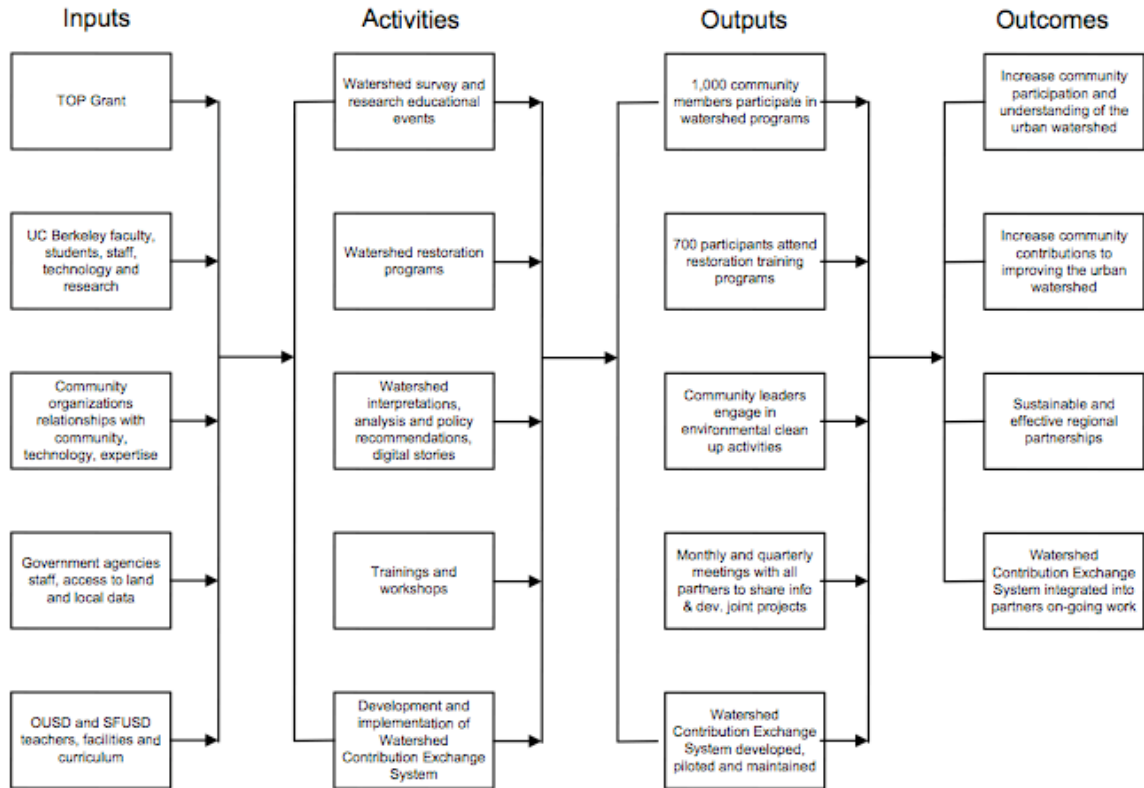 Inputs
Activities
Outputs
Outcomes
TOP Grant
UC Berkeley faculty,
students, staff,
technology and
research
Community
organizations
relationships with
community,
technology, expertise
Government agencies
staff, access to land
and local data
OUSD and SFUSD
teachers, facilities and
curriculum
Watershed survey and
research educational
events
Watershed restoration
programs
Watershed
interpretations,
analysis and policy
recommendations,
digital stories
Trainings and
workshops
Development and
implementation of
Watershed
Contribution Exchange
System
1,000 community
members participate in
watershed programs
700 participants attend
restoration training
programs
Community leaders
engage in
environmental clean
up activities
Monthly and quarterly
meetings with all
partners to share info
& dev. joint projects
Watershed
Contribution Exchange
System developed,
piloted and maintained
Increase community
participation and
understanding of the
urban watershed
Increase community
contributions to
improving the urban
watershed
Sustainable and
effective regional
partnerships
Watershed
Contribution Exchange
System integrated into
partners on-going work